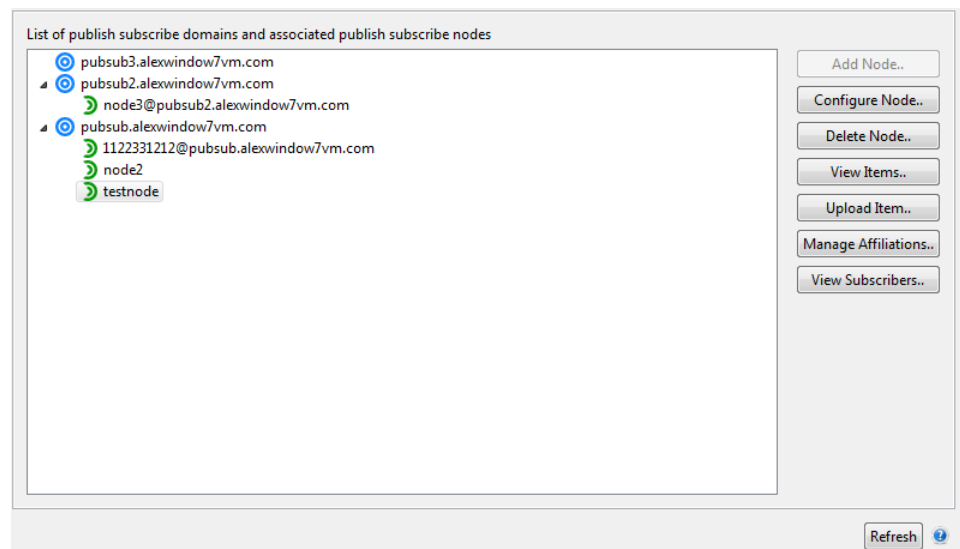 List of publish subscribe domains and associated publish subscribe nodes
pubsub3.alexwindow7vm.com
pubsub2.alexwindow7vm.com
node3@pubsub2.alexwindow7vm.com
pubsub.alexwindow7vm.com
1122331212@pubsub.alexwindow7vm.com
node2
testnode
Add Node..
Configure Node..
Delete Node..
View Items..
Upload Item..
Manage Affiliations..
View Subscribers..
Refresh
?